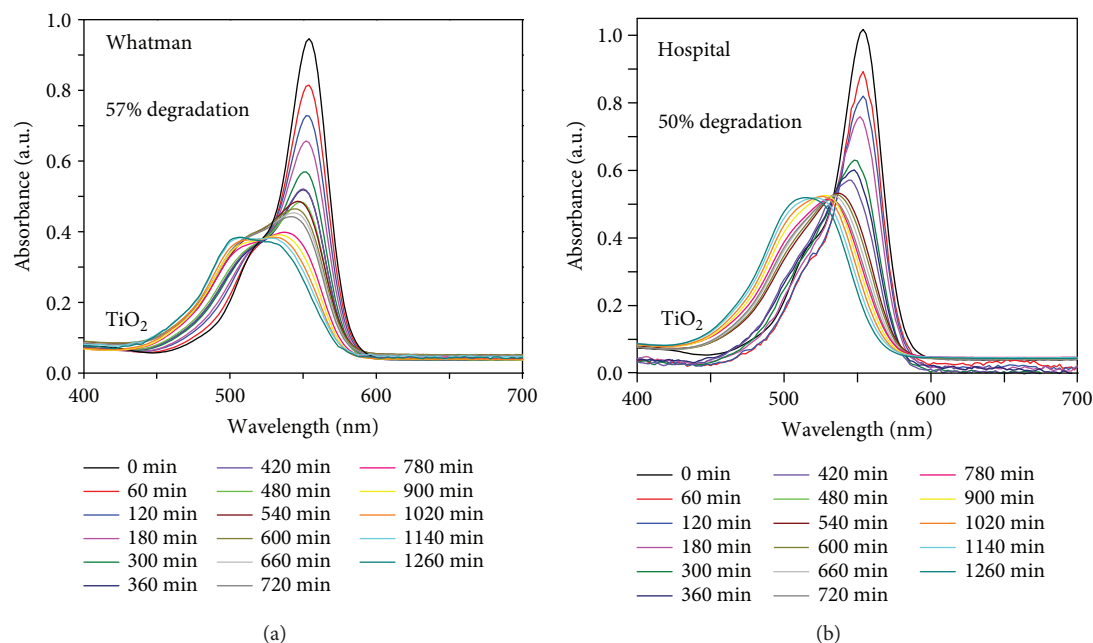 1.0
0.8
0.6
0.4
0.2
0.0
Absorbance (a.u.)
Whatman
57% degradation
TiO2
400
500
600
700
Wavelength (nm)
0 min
60 min
120 min
180 min
300 min
360 min
420 min
480 min
540 min
600 min
660 min
720 min
780 min
900 min
1020 min
1140 min
1260 min
(a)
1.0
0.8
0.6
0.4
0.2
0.0
Absorbance (a.u.)
Hospital
50% degradation
TiO2
400
500
600
700
Wavelength (nm)
0 min
60 min
120 min
180 min
300 min
360 min
420 min
480 min
540 min
600 min
660 min
720 min
780 min
900 min
1020 min
1140 min
1260 min
(b)